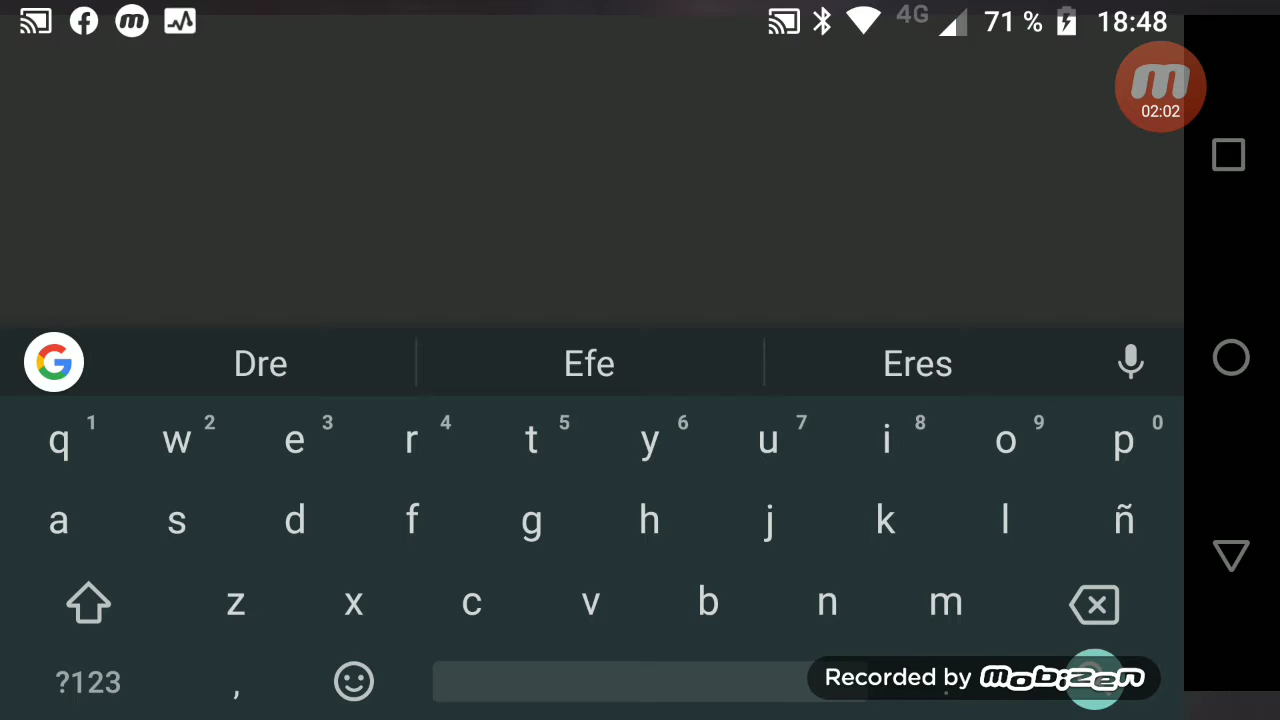 4G 71 % 18:48
m
02:02
G Dre Efe Eres
q 1 w 2 e 3 r 4 t 5 y 6 u 7 i 8 o 9 p 0
a s d f g h j k l ñ
z x c v b n m
?123 , .
Recorded by mobizen